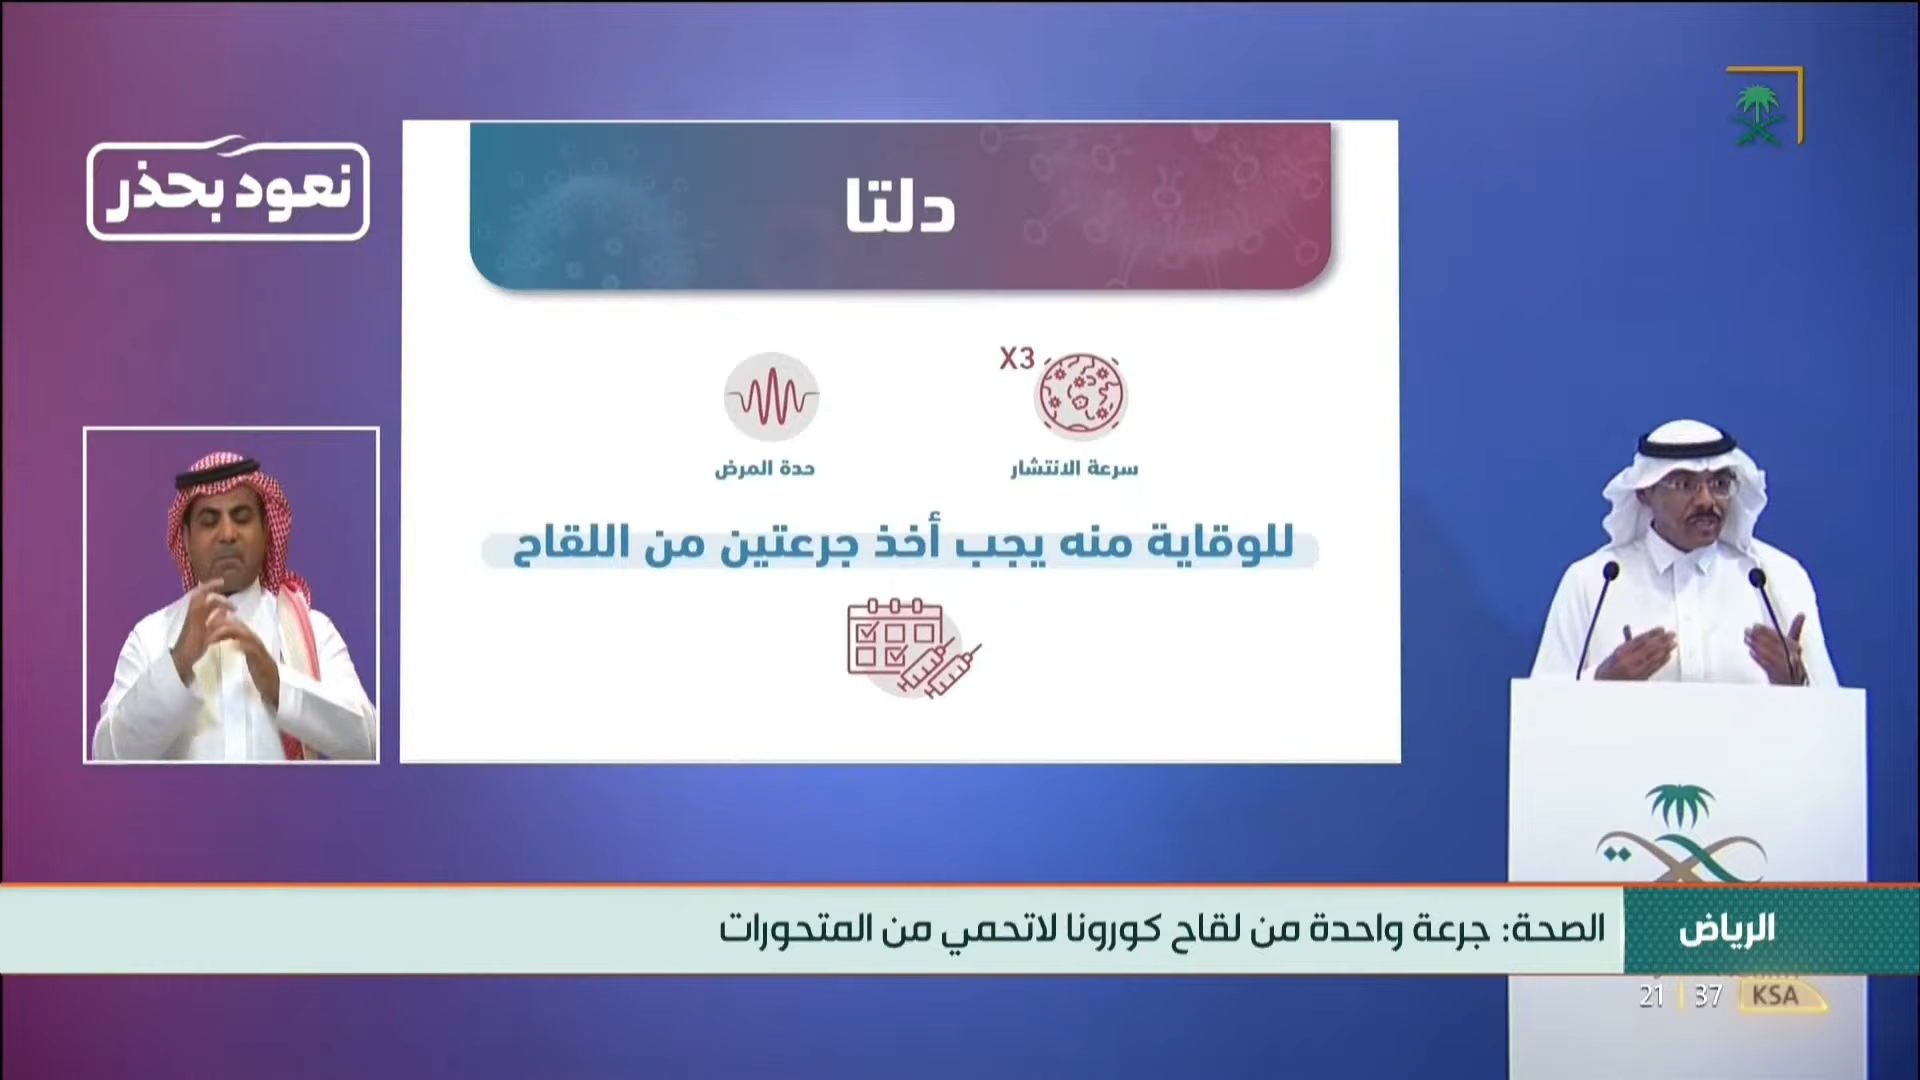 نعود بحذر
دلتا
X3
سرعة الانتشار
حدة المرض
للوقاية منه يجب أخذ جرعتين من اللقاح
الرياض
الصحة: جرعة واحدة من لقاح كورونا لاتحمي من المتحورات
21 37 KSA